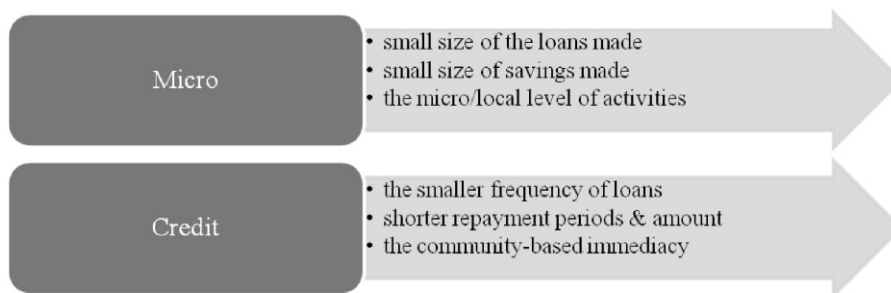 Micro
• small size of the loans made
• small size of savings made
• the micro/local level of activities
Credit
• the smaller frequency of loans
• shorter repayment periods & amount
• the community-based immediacy